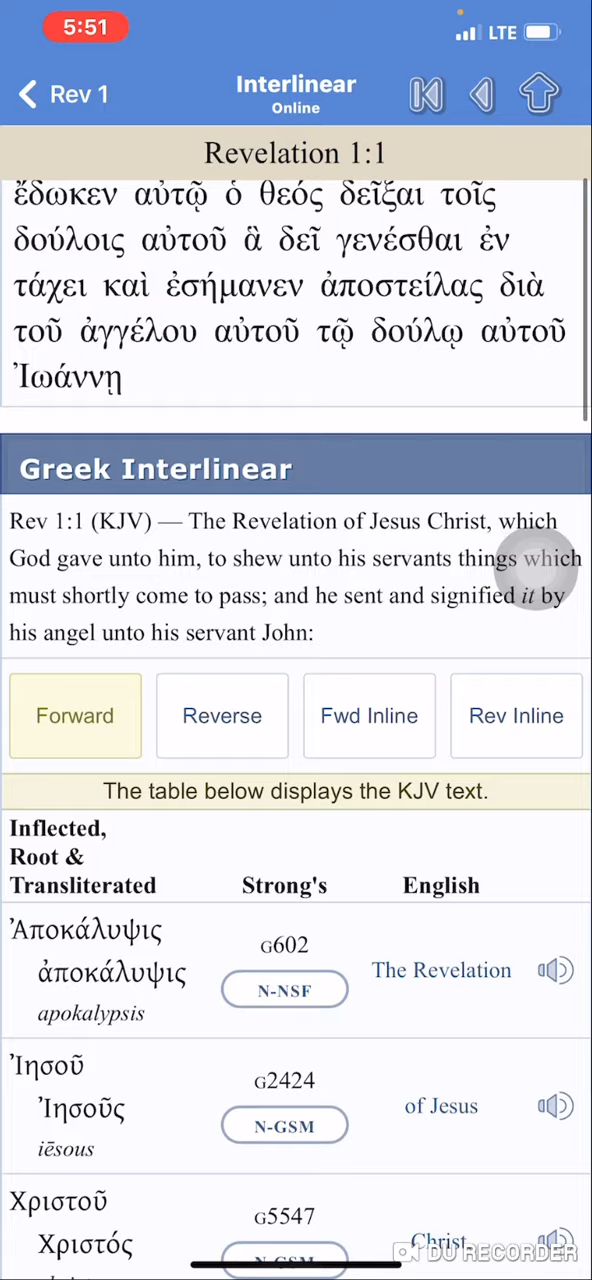 5:51
LTE
Rev 1
Interlinear
Online
Revelation 1:1
ἔδωκεν αὐτῷ ὁ θεός δεῖξαι τοῖς
δούλοις αὐτοῦ ἃ δεῖ γενέσθαι ἐν
τάχει καὶ ἐσήμανεν ἀποστείλας διὰ
τοῦ ἀγγέλου αὐτοῦ τῷ δούλῳ αὐτοῦ
Ἰωάννῃ
Greek Interlinear
Rev 1:1 (KJV) — The Revelation of Jesus Christ, which
God gave unto him, to shew unto his servants things which
must shortly come to pass; and he sent and signified it by
his angel unto his servant John:
Forward
Reverse
Fwd Inline
Rev Inline
The table below displays the KJV text.
Inflected,
Root &
Transliterated
Strong's
English
Ἀποκάλυψις
ἀποκάλυψις
apokalypsis
G602
N-NSF
The Revelation
Ἰησοῦ
Ἰησοῦς
iēsous
G2424
N-GSM
of Jesus
Χριστοῦ
Χριστός
G5547
N-GSM
Christ
DU RECORDER